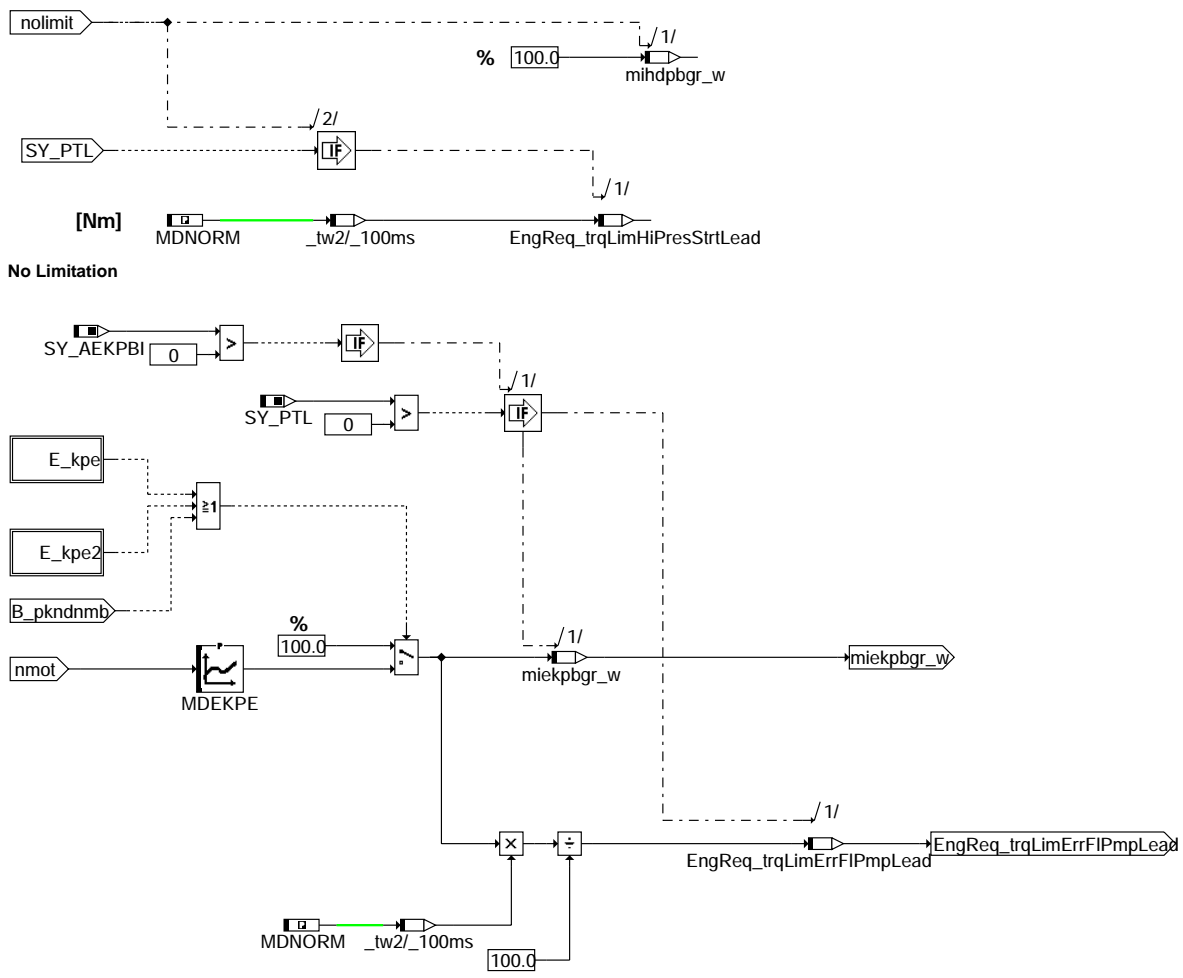 nolimit
/1/
% 100.0
mihdpbgr_w
/2/
SY_PTL
IF
/1/
[Nm]
P
MDNORM
_tw2/_100ms
EngReq_trqLimHiPresStrtLead
No Limitation
SY_AEKPBI
0
>
IF
/1/
SY_PTL
0
>
IF
E_kpe
≥1
E_kpe2
B_pkndnmb
%
100.0
/1/
nmot
P
MDEKPE
miekpbgr_w
miekpbgr_w
/1/
×
÷
EngReq_trqLimErrFlPmpLead
EngReq_trqLimErrFlPmpLead
P
MDNORM
_tw2/_100ms
100.0